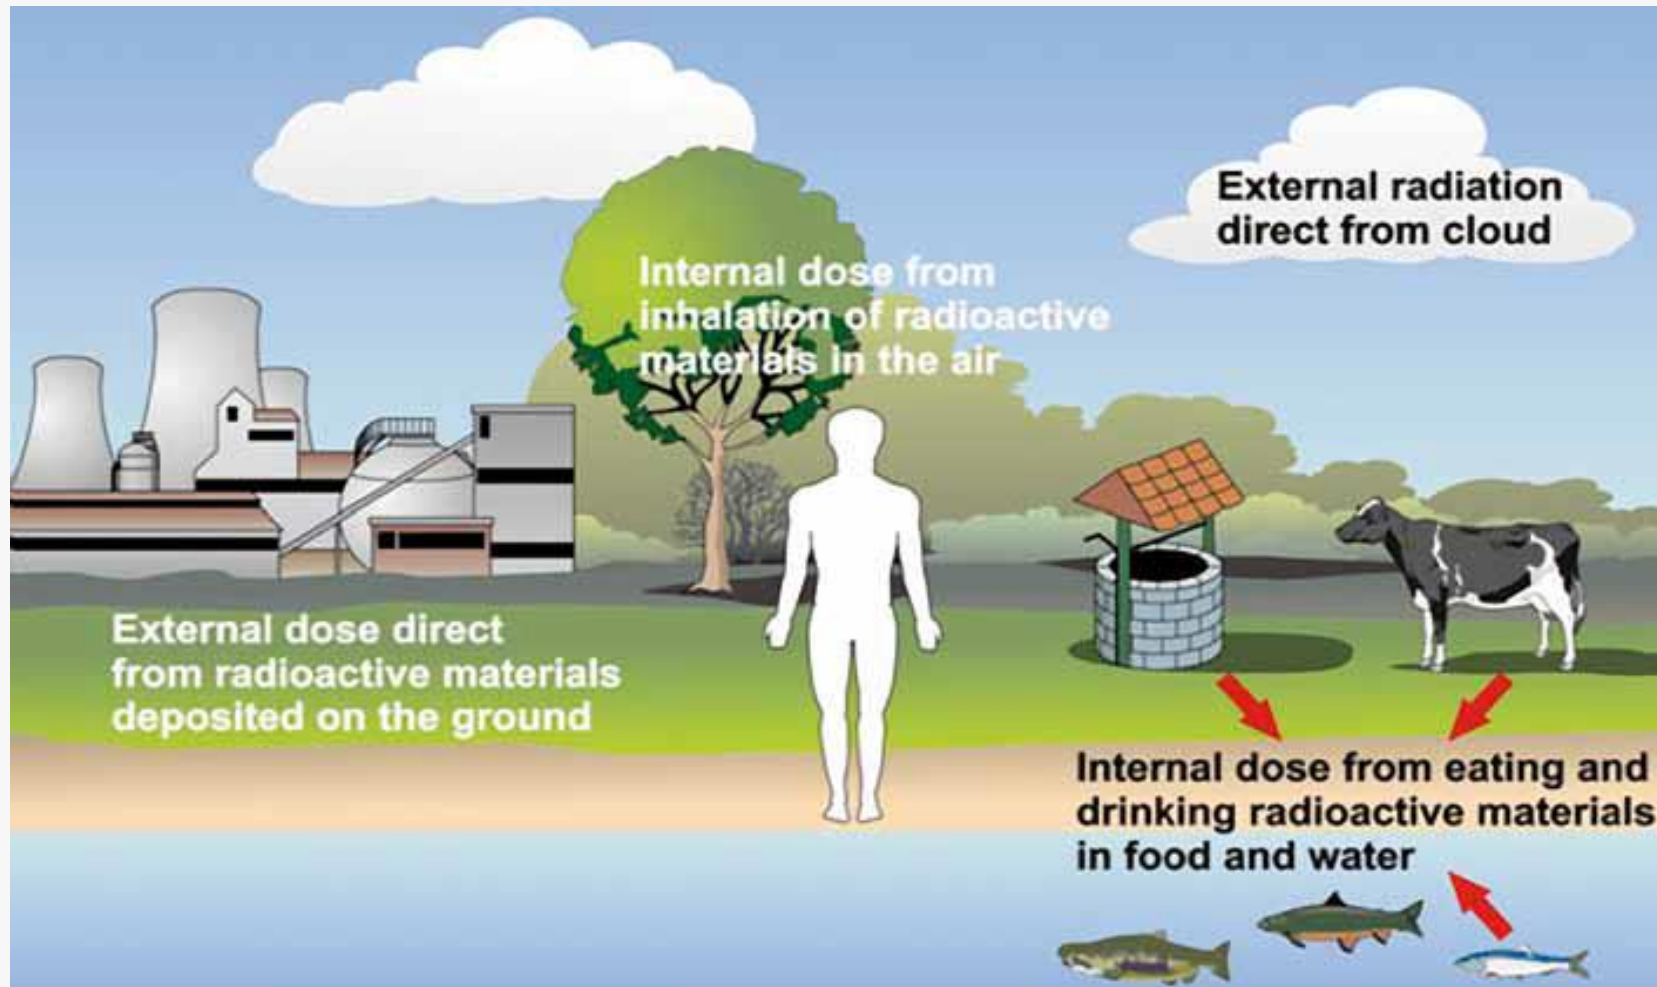 External radiation
direct from cloud
Internal dose from
inhalation of radioactive
materials in the air
External dose direct
from radioactive materials
deposited on the ground
Internal dose from eating and
drinking radioactive materials
in food and water